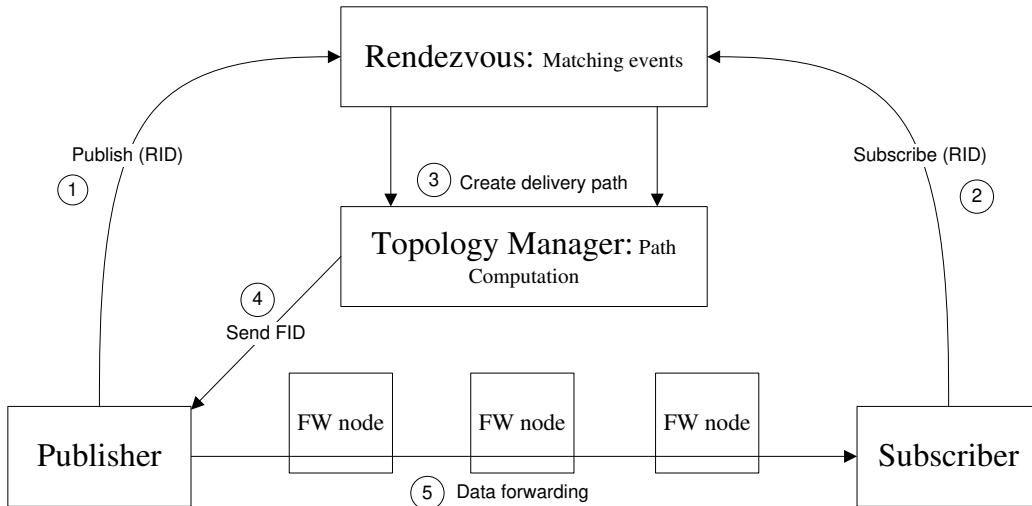 Rendezvous: Matching events
Publish (RID)
Subscribe (RID)
1
2
3 Create delivery path
Topology Manager: Path
Computation
4
Send FID
FW node
FW node
FW node
Publisher
Subscriber
5 Data forwarding